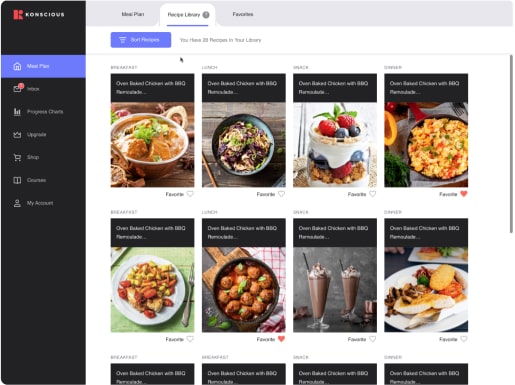 KONSCIOUS
Meal Plan
Recipe Library ?
Favorites
Sort Recipes
You Have 28 Recipes in Your Library
Meal Plan
Inbox
Progress Charts
Upgrade
Shop
Courses
My Account
BREAKFAST
LUNCH
SNACK
DINNER
Oven Baked Chicken with BBQ
Remoulade...
Oven Baked Chicken with BBQ
Remoulade...
Oven Baked Chicken with BBQ
Remoulade...
Oven Baked Chicken with BBQ
Remoulade...
Favorite
Favorite
Favorite
Favorite
BREAKFAST
LUNCH
SNACK
DINNER
Oven Baked Chicken with BBQ
Remoulade...
Oven Baked Chicken with BBQ
Remoulade...
Oven Baked Chicken with BBQ
Remoulade...
Oven Baked Chicken with BBQ
Remoulade...
Favorite
Favorite
Favorite
Favorite
BREAKFAST
BREAKFAST
SNACK
DINNER
Oven Baked Chicken with BBQ
Remoulade...
Oven Baked Chicken with BBQ
Remoulade...
Oven Baked Chicken with BBQ
Remoulade...
Oven Baked Chicken with BBQ
Remoulade...